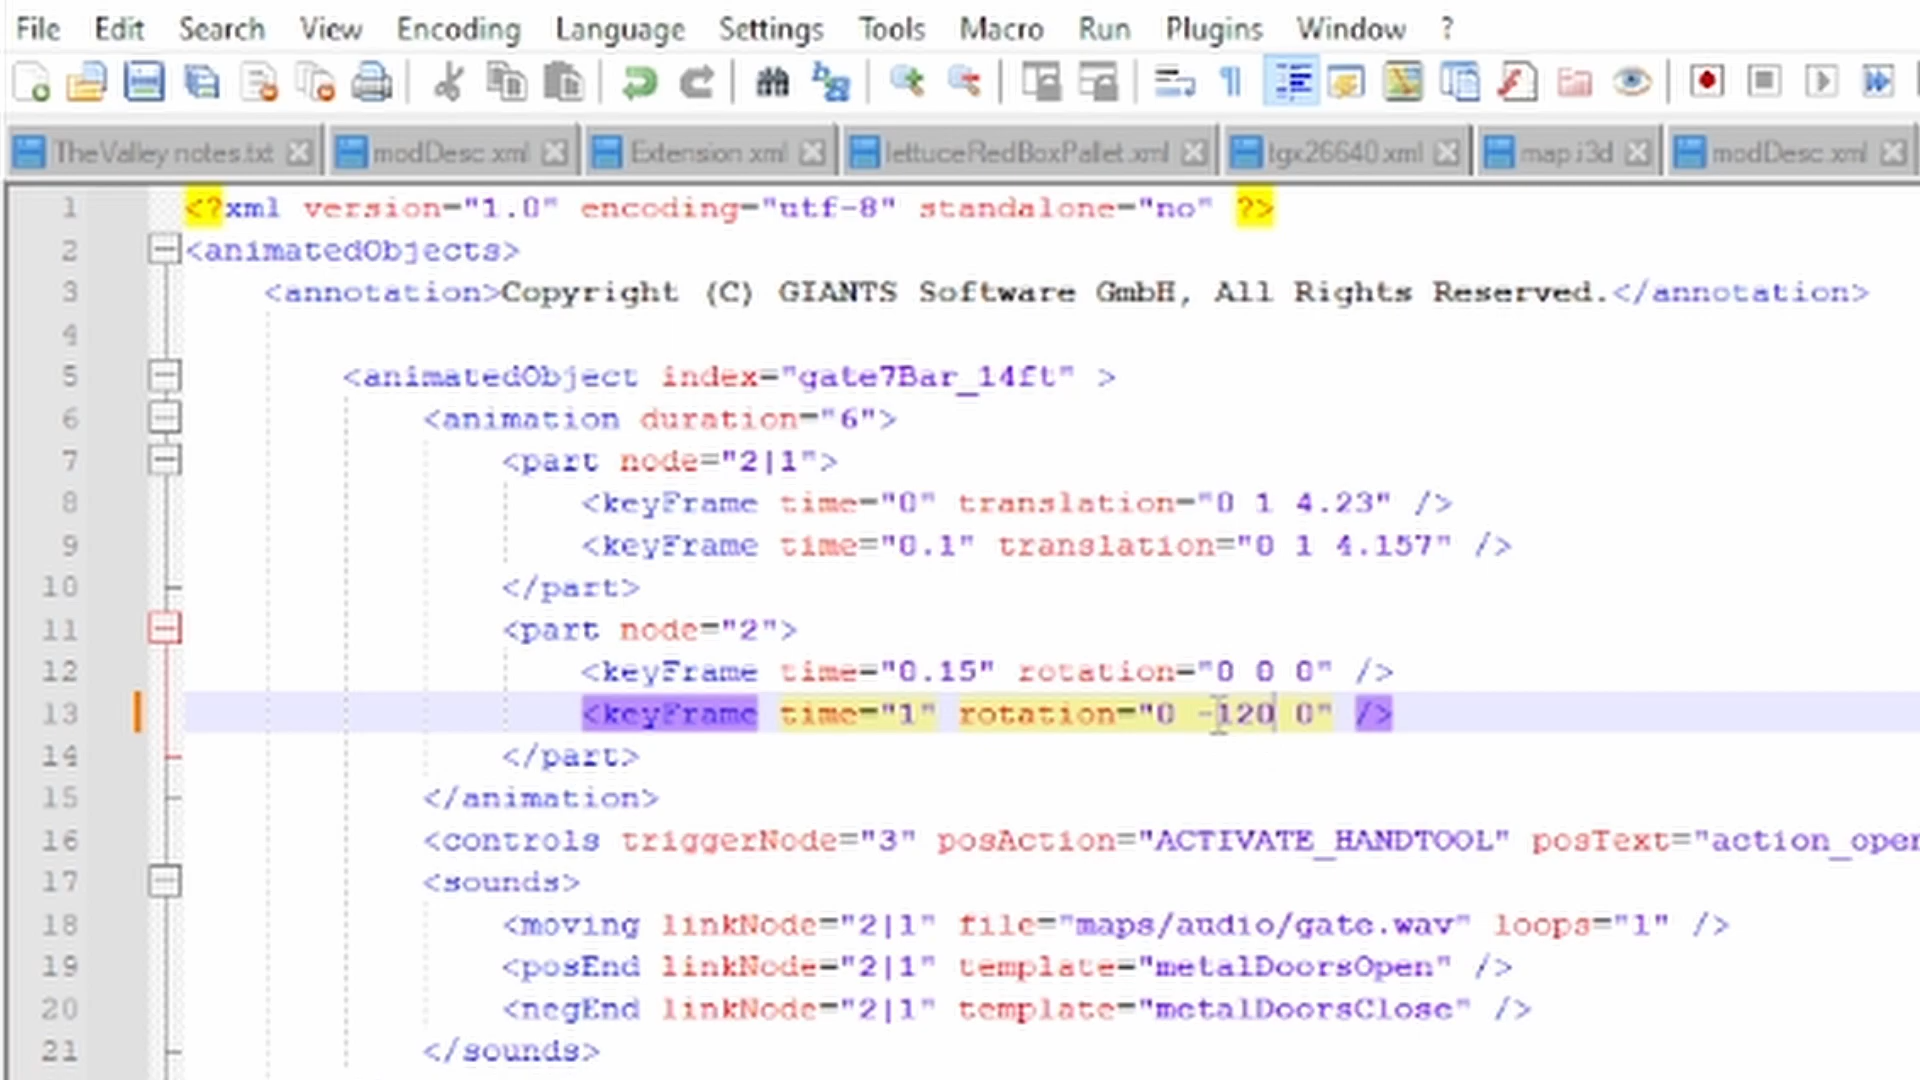 File Edit Search View Encoding Language Settings Tools Macro Run Plugins Window ?
TheValley notes.txt modDesc.xml Extension.xml lettuceRedBoxPallet.xml tgx26640.xml map.i3d modDesc.xml
1 <?xml version="1.0" encoding="utf-8" standalone="no" ?>
2 <animatedObjects>
3 <annotation>Copyright (C) GIANTS Software GmbH, All Rights Reserved.</annotation>
4
5 <animatedObject index="gate7Bar_14ft" >
6 <animation duration="6">
7 <part node="2|1">
8 <keyFrame time="0" translation="0 1 4.23" />
9 <keyFrame time="0.1" translation="0 1 4.157" />
10 </part>
11 <part node="2">
12 <keyFrame time="0.15" rotation="0 0 0" />
13 <keyFrame time="1" rotation="0 -120 0" />
14 </part>
15 </animation>
16 <controls triggerNode="3" posAction="ACTIVATE_HANDTOOL" posText="action_open
17 <sounds>
18 <moving linkNode="2|1" file="maps/audio/gate.wav" loops="1" />
19 <posEnd linkNode="2|1" template="metalDoorsOpen" />
20 <negEnd linkNode="2|1" template="metalDoorsClose" />
21 </sounds>